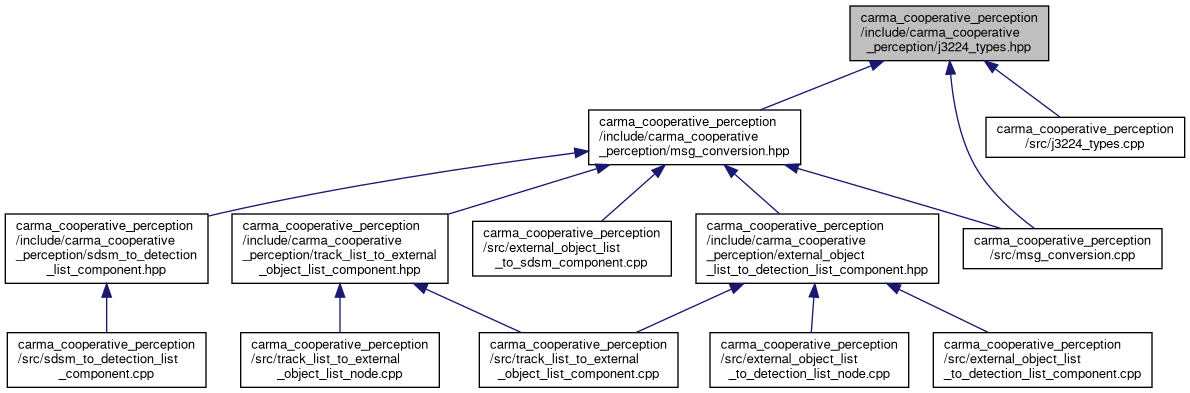 carma_cooperative_perception
/include/carma_cooperative
_perception/j3224_types.hpp
carma_cooperative_perception
/include/carma_cooperative
_perception/msg_conversion.hpp
carma_cooperative_perception
/src/j3224_types.cpp
carma_cooperative_perception
/include/carma_cooperative
_perception/sdsm_to_detection
_list_component.hpp
carma_cooperative_perception
/include/carma_cooperative
_perception/track_list_to_external
_object_list_component.hpp
carma_cooperative_perception
/src/external_object_list
_to_sdsm_component.cpp
carma_cooperative_perception
/include/carma_cooperative
_perception/external_object
_list_to_detection_list_component.hpp
carma_cooperative_perception
/src/msg_conversion.cpp
carma_cooperative_perception
/src/sdsm_to_detection_list
_component.cpp
carma_cooperative_perception
/src/track_list_to_external
_object_list_node.cpp
carma_cooperative_perception
/src/track_list_to_external
_object_list_component.cpp
carma_cooperative_perception
/src/external_object_list
_to_detection_list_node.cpp
carma_cooperative_perception
/src/external_object_list
_to_detection_list_component.cpp